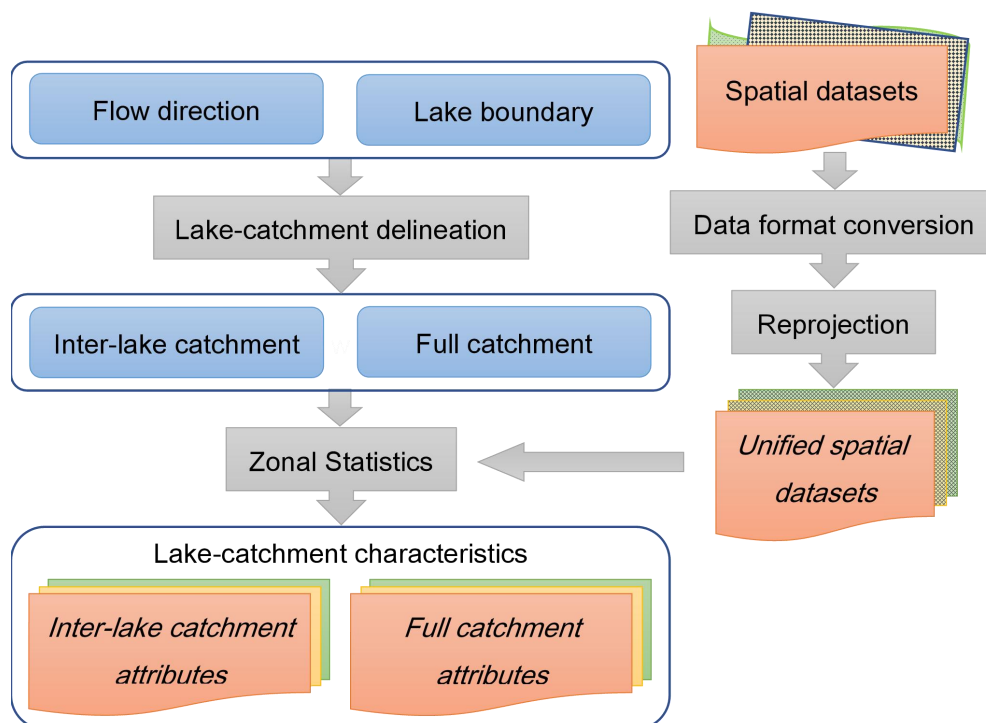 Flow direction
Lake boundary
Spatial datasets
Lake-catchment delineation
Data format conversion
Inter-lake catchment
Full catchment
Reprojection
Zonal Statistics
Unified spatial
datasets
Lake-catchment characteristics
Inter-lake catchment
attributes
Full catchment
attributes